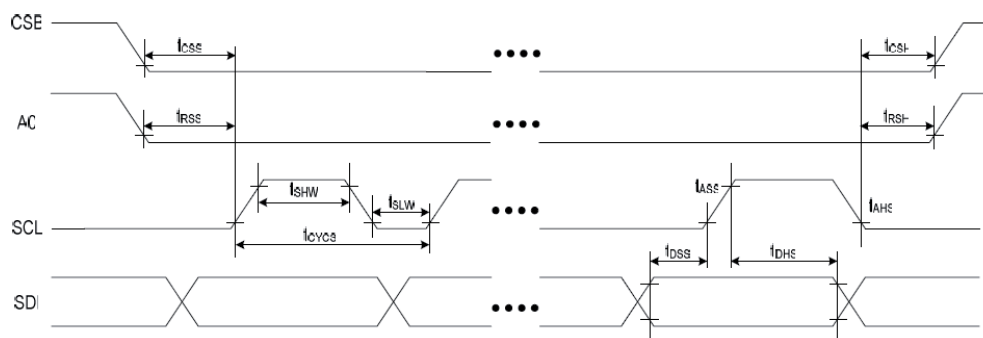 CSB
tCSS
tCSH
A0
tRSS
tRSH
SCL
tSHW
tSLW
tCYCS
tASS
tAHS
SDI
tDSS
tDHS